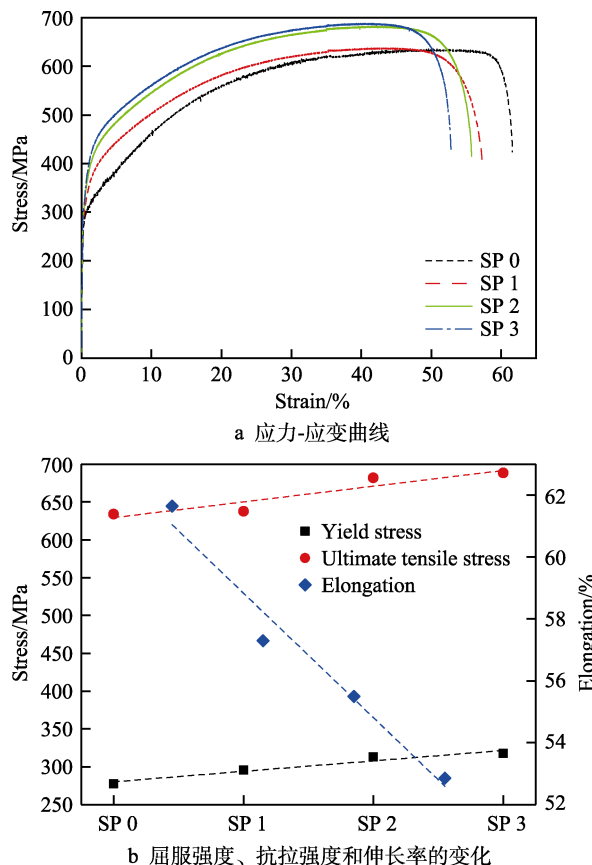 700
600
500
400
300
200
100
0
Stress/MPa
SP 0
SP 1
SP 2
SP 3
0 10 20 30 40 50 60
Strain/%
a 应力-应变曲线
700
650
600
550
500
450
400
350
300
250
Stress/MPa
Yield stress
Ultimate tensile stress
Elongation
62
60
58
56
54
52
Elongation/%
SP 0 SP 1 SP 2 SP 3
b 屈服强度、抗拉强度和伸长率的变化